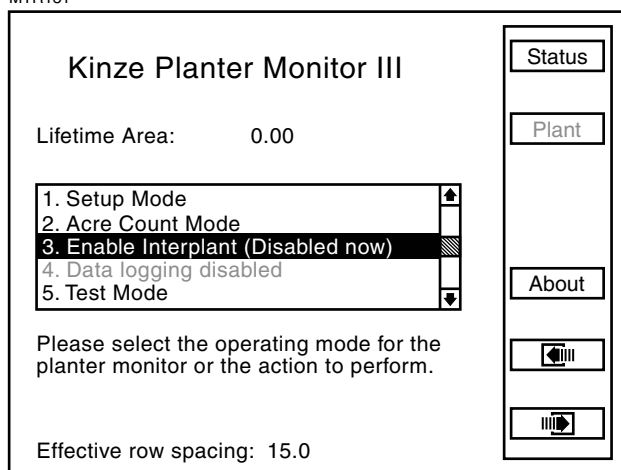 Kinze Planter Monitor III
Lifetime Area: 0.00
1. Setup Mode
2. Acre Count Mode
3. Enable Interplant (Disabled now)
4. Data logging disabled
5. Test Mode
Please select the operating mode for the
planter monitor or the action to perform.
Effective row spacing: 15.0
Status
Plant
About